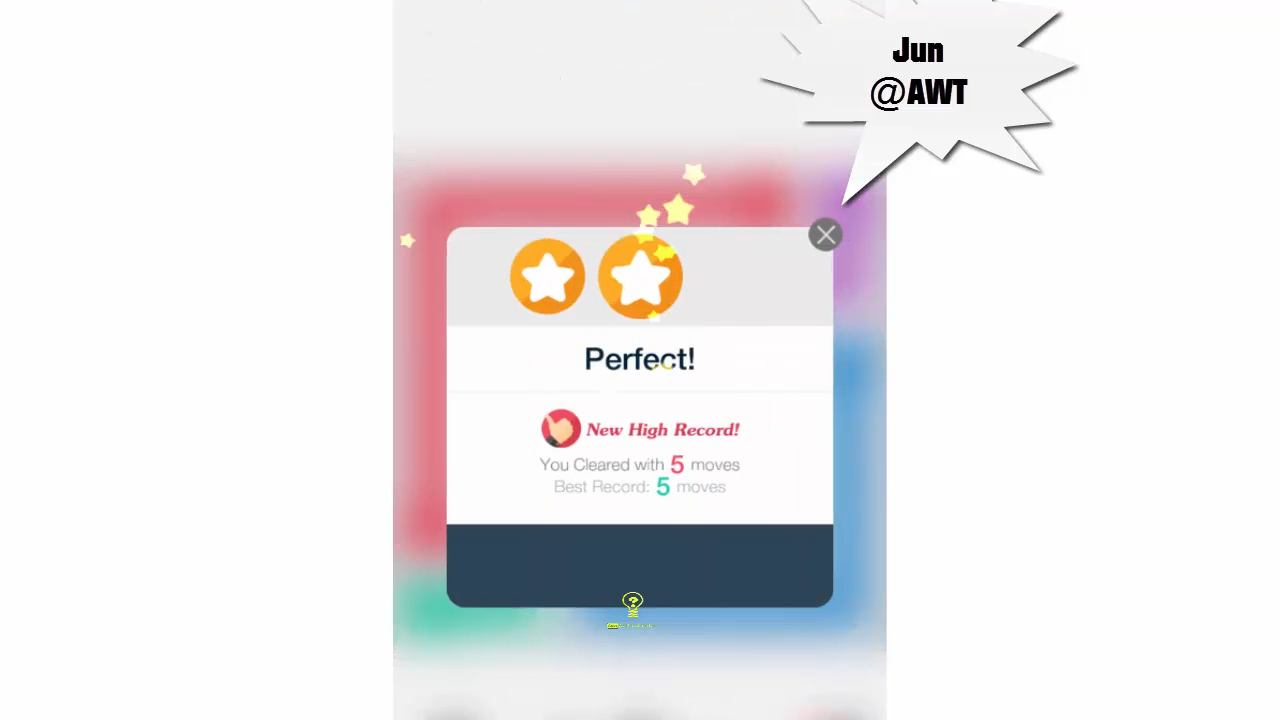 Jun
@AWT
Perfect!
New High Record!
You Cleared with 5 moves
Best Record: 5 moves
?